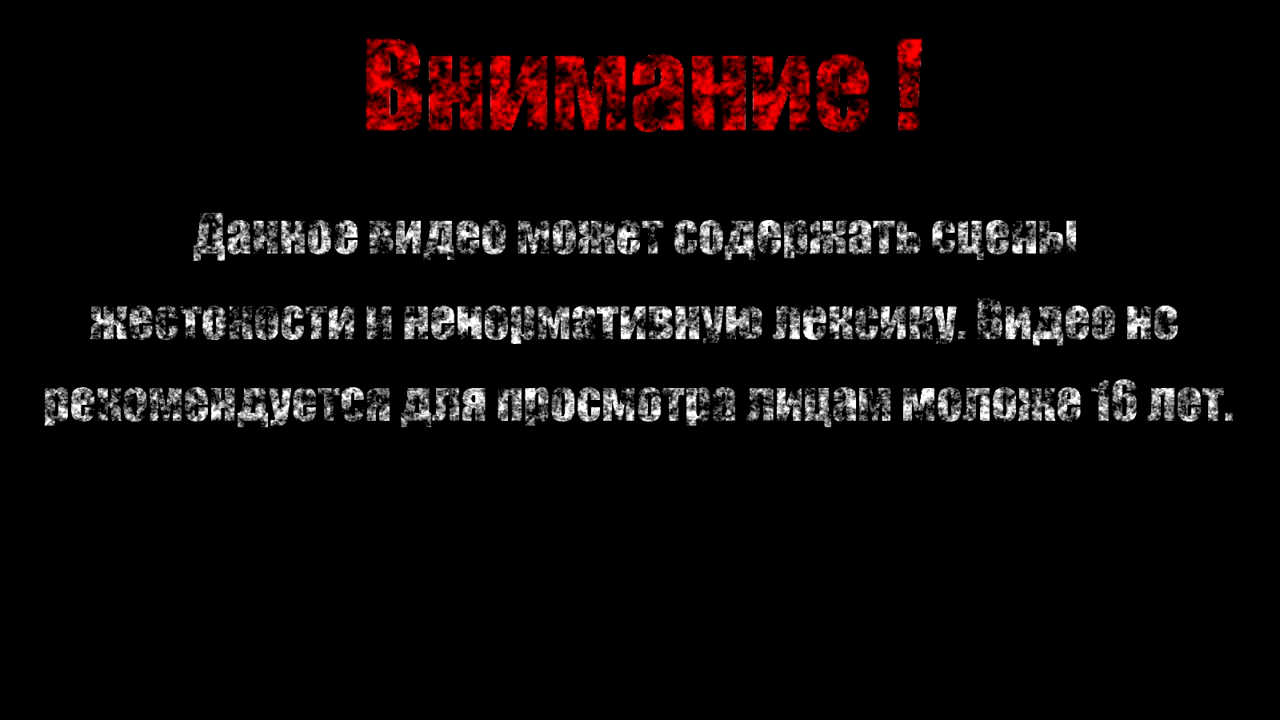 Внимание !
Данное видео может содержать сцены
жестокости и ненормативную лексику. Видео не
рекомендуется для просмотра лицам моложе 16 лет.